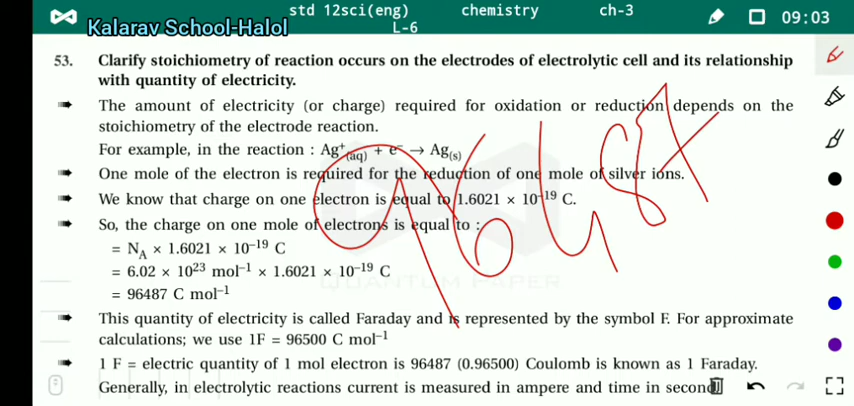 std 12sci(eng) chemistry ch-3
Kalarav School-Halol L-6 09:03
53. Clarify stoichiometry of reaction occurs on the electrodes of electrolytic cell and its relationship
with quantity of electricity.
➠ The amount of electricity (or charge) required for oxidation or reduction depends on the
stoichiometry of the electrode reaction.
For example, in the reaction : Ag⁺(aq) + e⁻ → Ag(s)
➠ One mole of the electron is required for the reduction of one mole of silver ions.
➠ We know that charge on one electron is equal to 1.6021 × 10⁻¹⁹ C.
➠ So, the charge on one mole of electrons is equal to :
= N_A × 1.6021 × 10⁻¹⁹ C
= 6.02 × 10²³ mol⁻¹ × 1.6021 × 10⁻¹⁹ C
QUANTUM PAPER
= 96487 C mol⁻¹
➠ This quantity of electricity is called Faraday and is represented by the symbol F. For approximate
calculations; we use 1F = 96500 C mol⁻¹
➠ 1 F = electric quantity of 1 mol electron is 96487 (0.96500) Coulomb is known as 1 Faraday.
Generally, in electrolytic reactions current is measured in ampere and time in second
96487